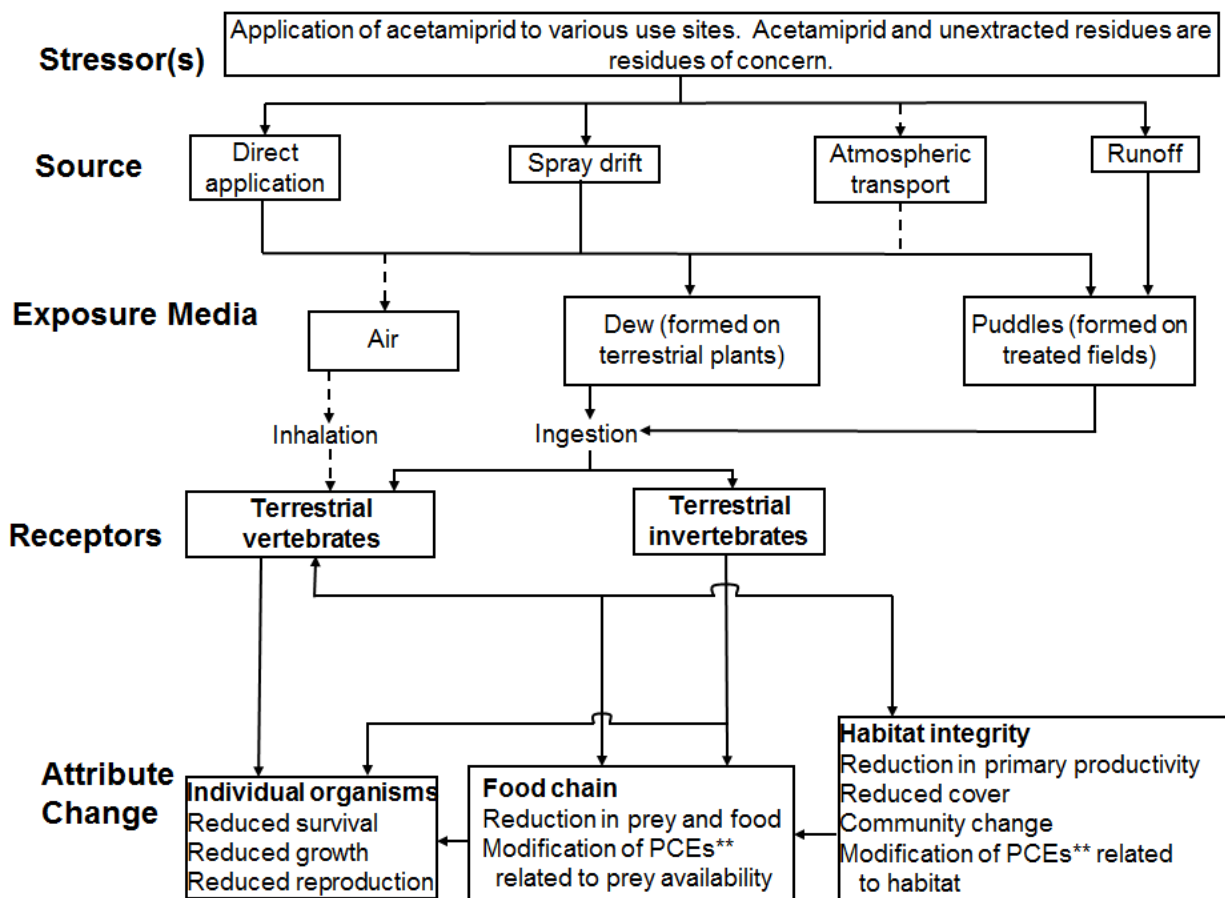 Stressor(s)
Application of acetamiprid to various use sites.  Acetamiprid and unextracted residues are
residues of concern.
Source
Direct
application
Spray drift
Atmospheric
transport
Runoff
Exposure Media
Air
Dew (formed on
terrestrial plants)
Puddles (formed on
treated fields)
Inhalation
Ingestion
Receptors
Terrestrial
vertebrates
Terrestrial
invertebrates
Attribute
Change
Individual organisms
Reduced survival
Reduced growth
Reduced reproduction
Food chain
Reduction in prey and food
Modification of PCEs**
related to prey availability
Habitat integrity
Reduction in primary productivity
Reduced cover
Community change
Modification of PCEs** related
to habitat